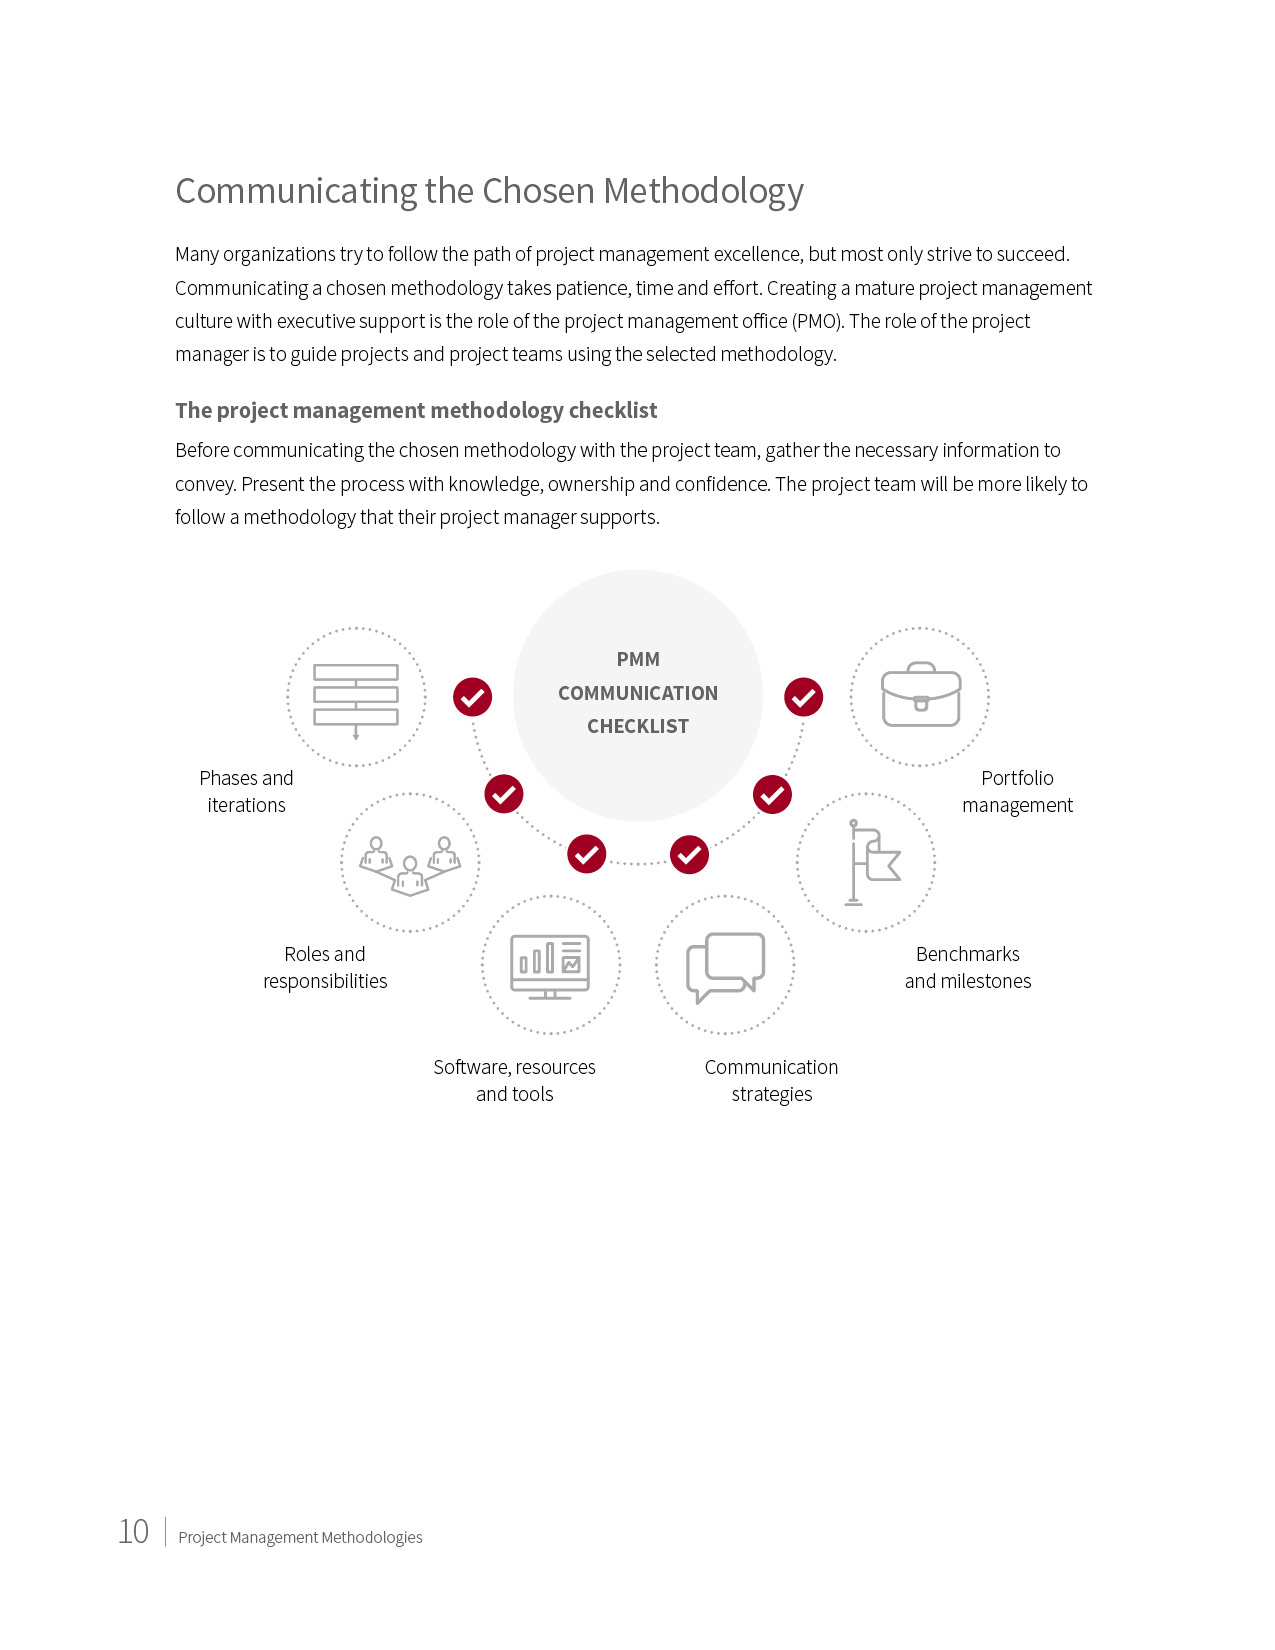 Communicating the Chosen Methodology
Many organizations try to follow the path of project management excellence, but most only strive to succeed.
Communicating a chosen methodology takes patience, time and effort. Creating a mature project management
culture with executive support is the role of the project management office (PMO). The role of the project
manager is to guide projects and project teams using the selected methodology.
The project management methodology checklist
Before communicating the chosen methodology with the project team, gather the necessary information to
convey. Present the process with knowledge, ownership and confidence. The project team will be more likely to
follow a methodology that their project manager supports.
PMM
COMMUNICATION
CHECKLIST
Phases and
iterations
Roles and
responsibilities
Software, resources
and tools
Communication
strategies
Benchmarks
and milestones
Portfolio
management
10
Project Management Methodologies